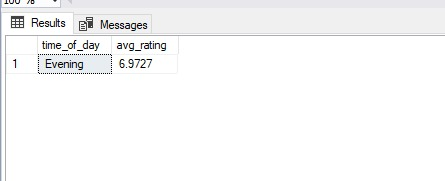 100 %
Results Messages
time_of_day avg_rating
1 Evening 6.9727